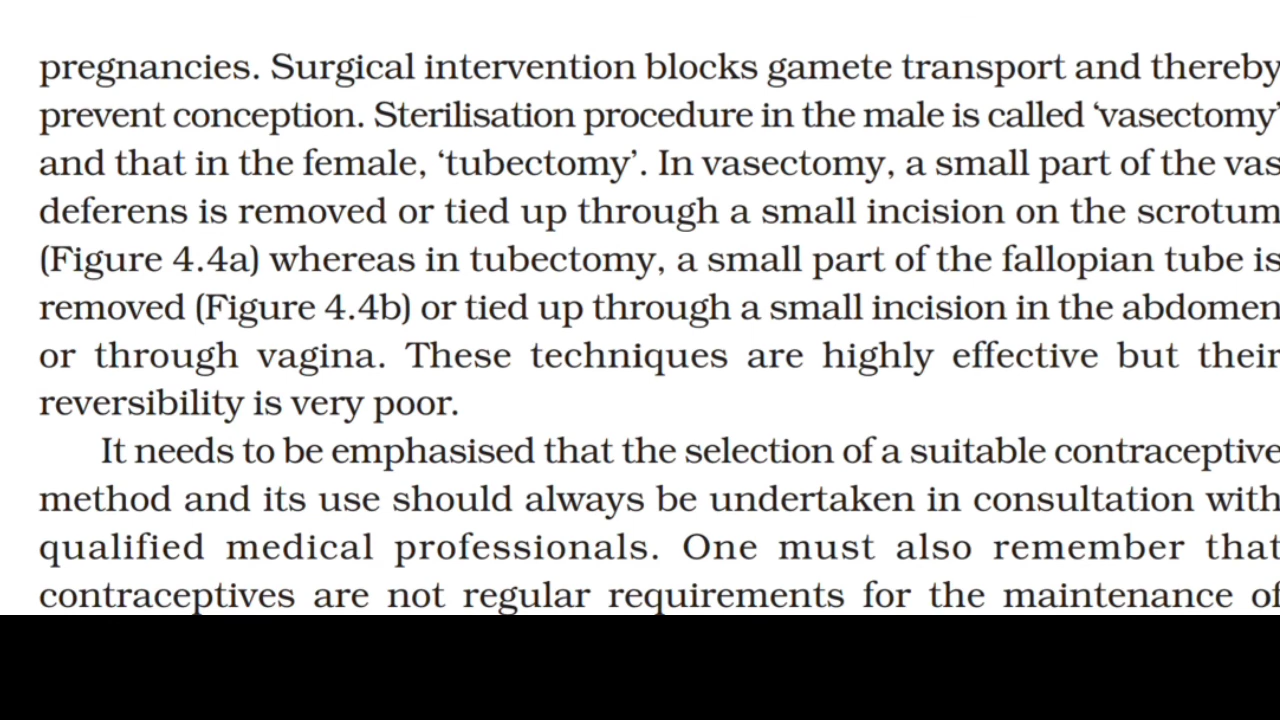 pregnancies. Surgical intervention blocks gamete transport and thereby
prevent conception. Sterilisation procedure in the male is called ‘vasectomy’
and that in the female, ‘tubectomy’. In vasectomy, a small part of the vas
deferens is removed or tied up through a small incision on the scrotum
(Figure 4.4a) whereas in tubectomy, a small part of the fallopian tube is
removed (Figure 4.4b) or tied up through a small incision in the abdomen
or through vagina. These techniques are highly effective but their
reversibility is very poor.
It needs to be emphasised that the selection of a suitable contraceptive
method and its use should always be undertaken in consultation with
qualified medical professionals. One must also remember that
contraceptives are not regular requirements for the maintenance of